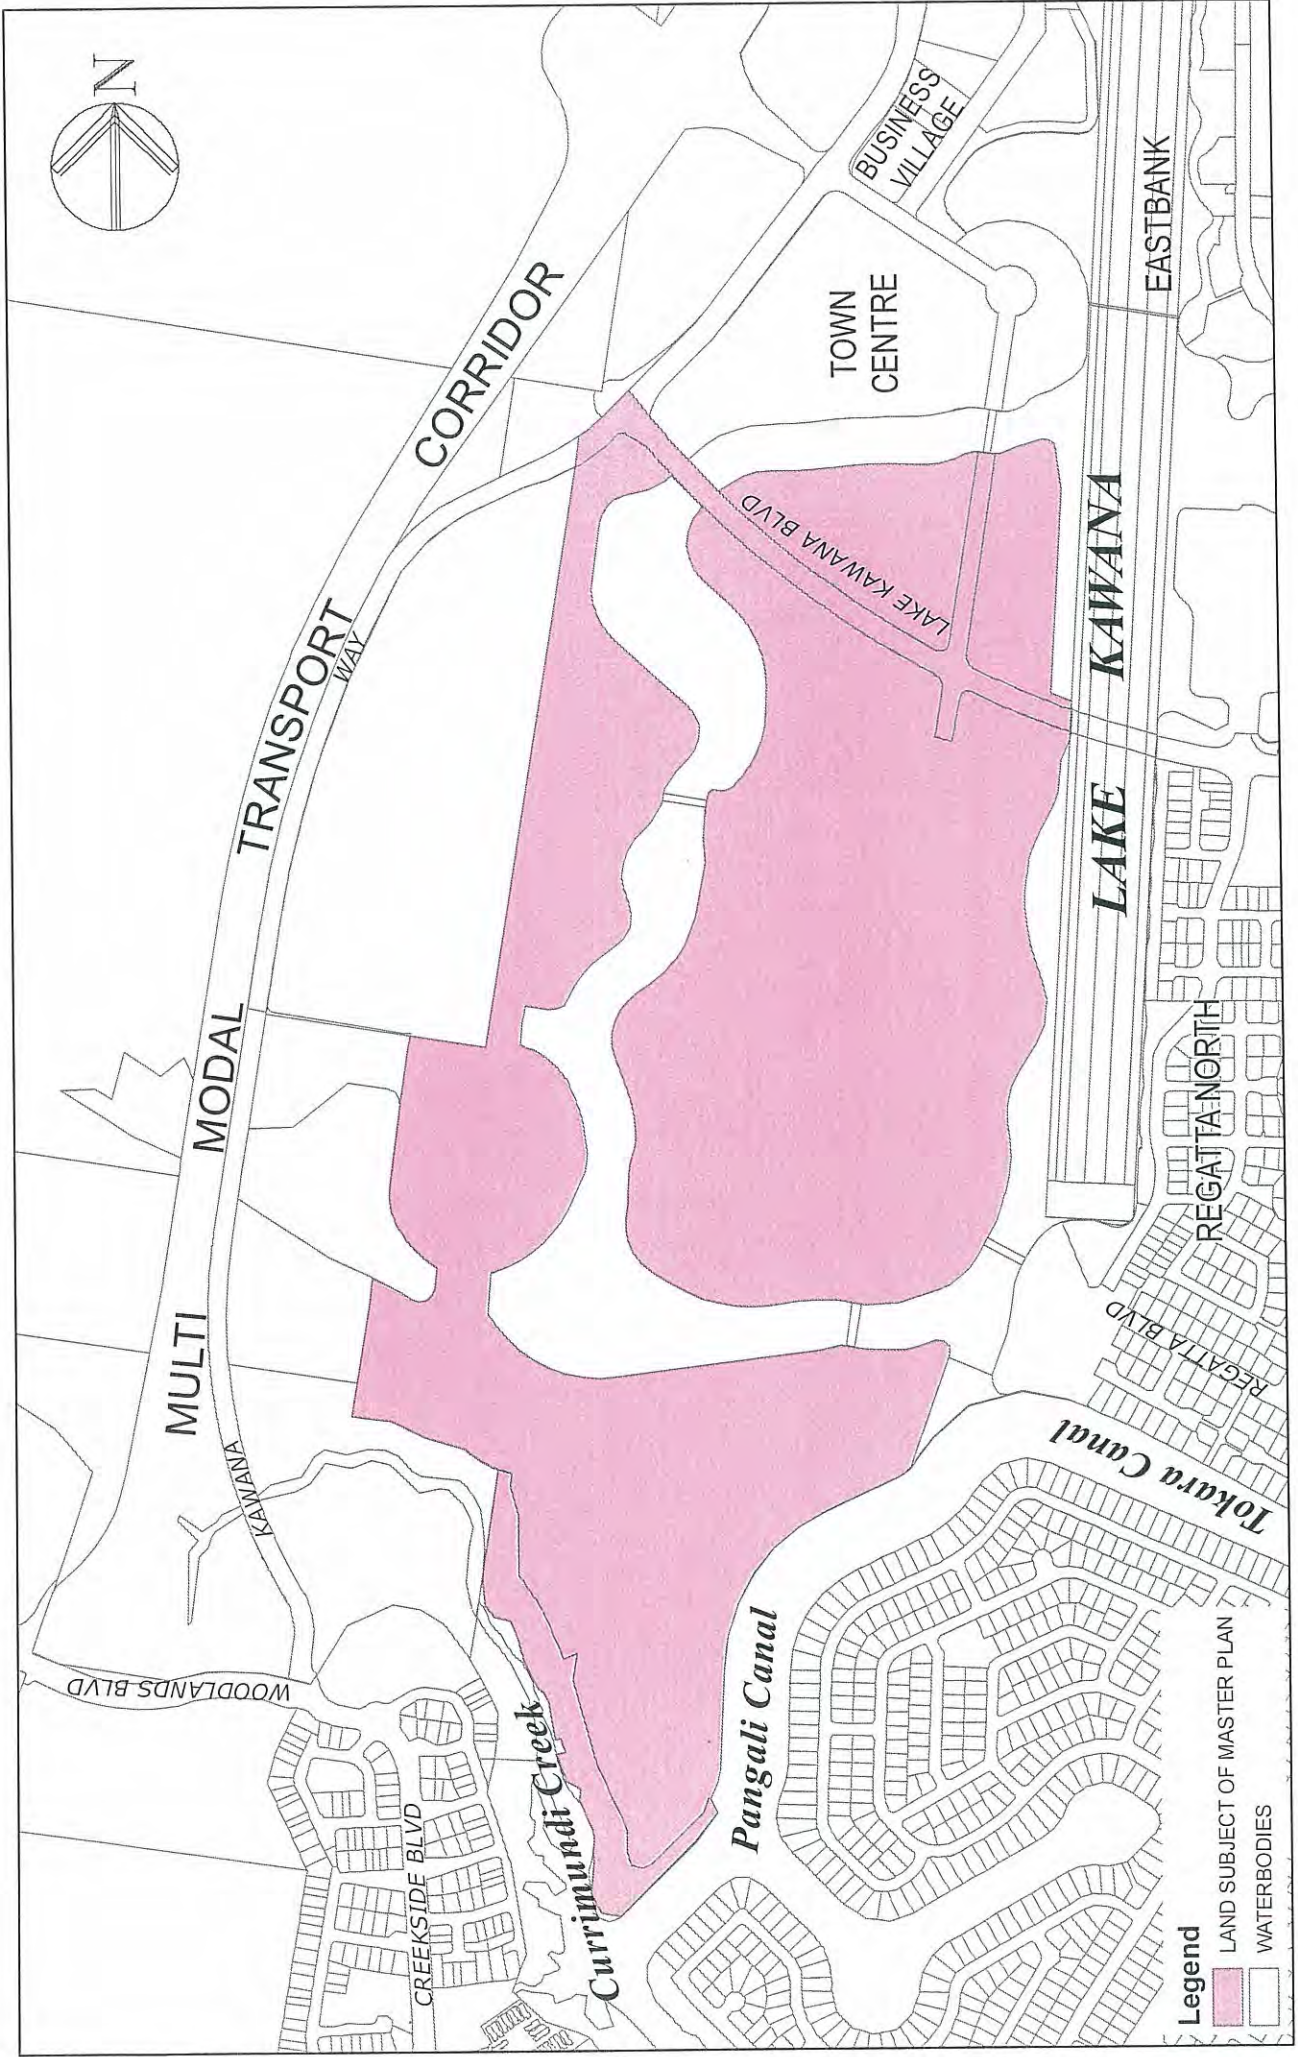 N
MULTI MODAL TRANSPORT CORRIDOR
KAWANA WAY
WOODLANDS BLVD
CREEKSIDE BLVD
Currimundi Creek
Pangali Canal
Tokara Canal
REGATTA BLVD
REGATTA NORTH
LAKE KAWANA
LAKE KAWANA BLVD
TOWN
CENTRE
BUSINESS
VILLAGE
EASTBANK
Legend
LAND SUBJECT OF MASTER PLAN
WATERBODIES